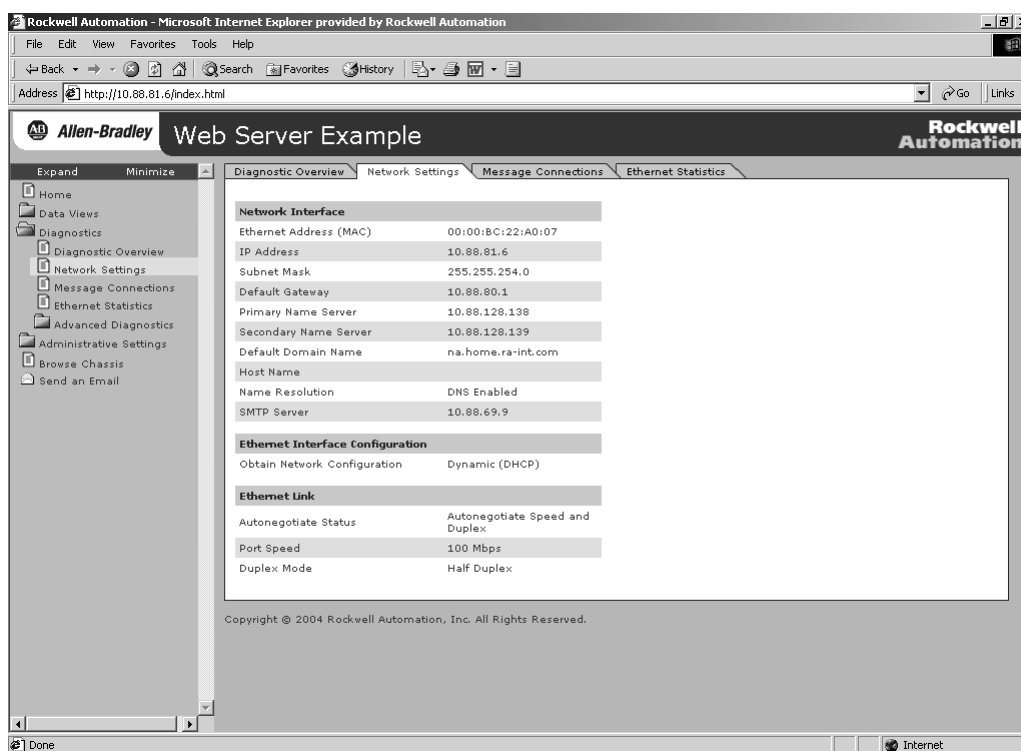 Rockwell Automation - Microsoft Internet Explorer provided by Rockwell Automation
File Edit View Favorites Tools Help
Back Search Favorites History
Address http://10.88.81.6/index.html Go Links
AB Allen-Bradley Web Server Example Rockwell Automation
Expand Minimize
Home
Data Views
Diagnostics
Diagnostic Overview
Network Settings
Message Connections
Ethernet Statistics
Advanced Diagnostics
Administrative Settings
Browse Chassis
Send an Email
Diagnostic Overview Network Settings Message Connections Ethernet Statistics
Network Interface
Ethernet Address (MAC) 00:00:BC:22:A0:07
IP Address 10.88.81.6
Subnet Mask 255.255.254.0
Default Gateway 10.88.80.1
Primary Name Server 10.88.128.138
Secondary Name Server 10.88.128.139
Default Domain Name na.home.ra-int.com
Host Name
Name Resolution DNS Enabled
SMTP Server 10.88.69.9
Ethernet Interface Configuration
Obtain Network Configuration Dynamic (DHCP)
Ethernet Link
Autonegotiate Status Autonegotiate Speed and Duplex
Port Speed 100 Mbps
Duplex Mode Half Duplex
Copyright © 2004 Rockwell Automation, Inc. All Rights Reserved.
Done Internet